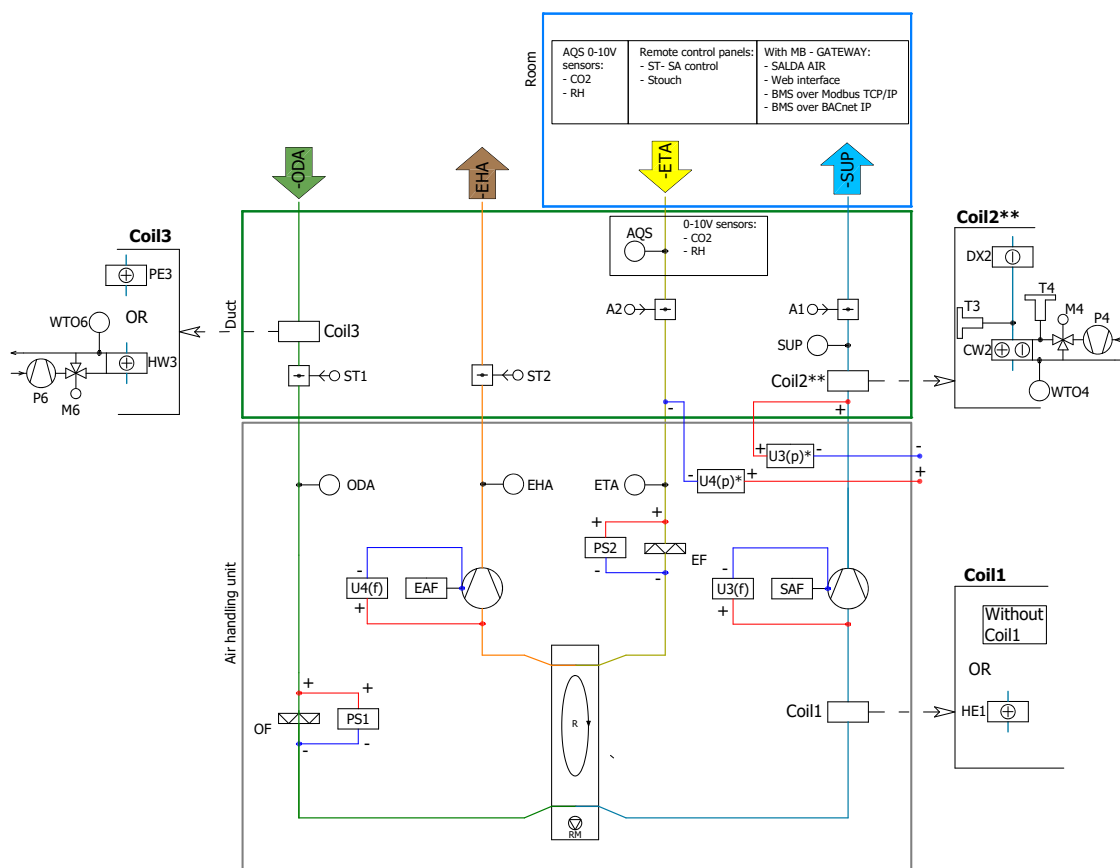 Room
AQS 0-10V
sensors:
- CO2
- RH
Remote control panels:
- ST- SA control
- Stouch
With MB - GATEWAY:
- SALDA AIR
- Web interface
- BMS over Modbus TCP/IP
- BMS over BACnet IP
-ODA
-EHA
-ETA
-SUP
Duct
AQS
0-10V sensors:
- CO2
- RH
Coil3
PE3
OR
WTO6
HW3
P6
M6
Coil3
ST1
ST2
A2
A1
SUP
Coil2**
Coil2**
DX2
T4
T3
M4
P4
CW2
WTO4
- +
+ U3(p)* - -
- U4(p)* + +
Air handling unit
ODA
EHA
ETA
+ +
PS2
EF
- -
-
U4(f)
EAF
+
-
U3(f)
SAF
+
Coil1
Without
Coil1
OR
HE1
+ +
OF
PS1
- -
R
RM
Coil1